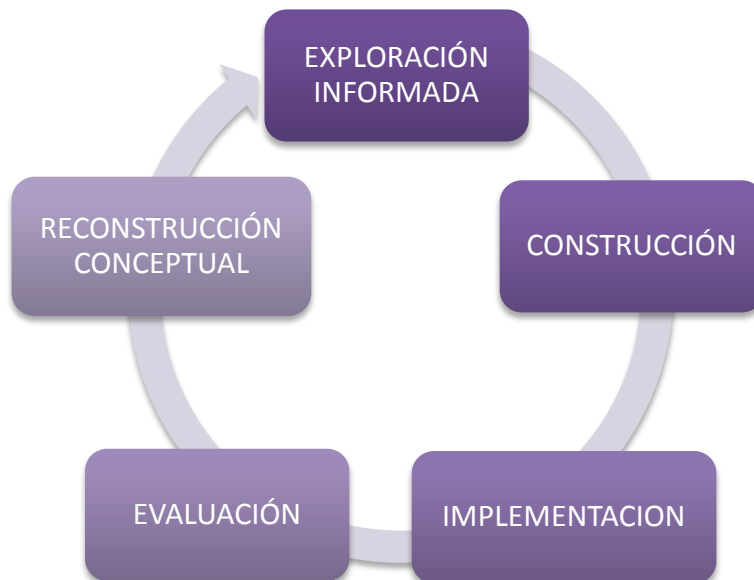 EXPLORACIÓN
INFORMADA
CONSTRUCCIÓN
IMPLEMENTACION
EVALUACIÓN
RECONSTRUCCIÓN
CONCEPTUAL